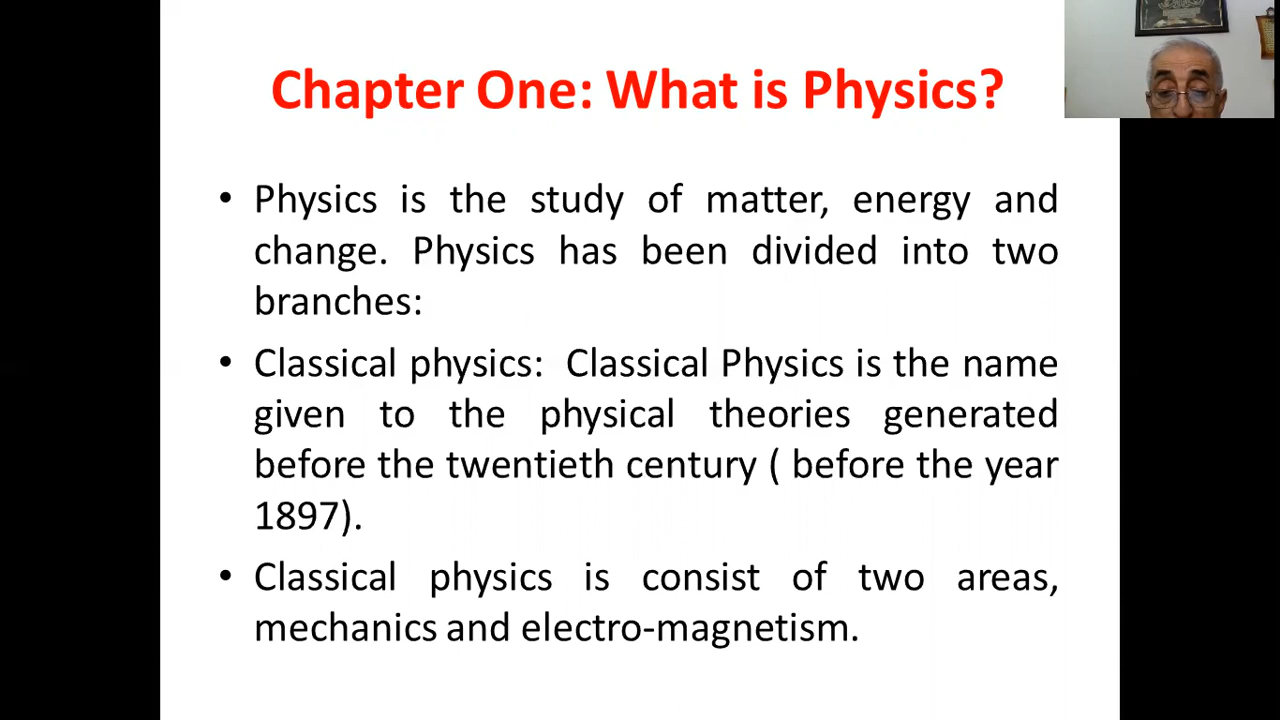 Chapter One: What is Physics?
• Physics is the study of matter, energy and
change. Physics has been divided into two
branches:
• Classical physics:  Classical Physics is the name
given to the physical theories generated
before the twentieth century ( before the year
1897).
• Classical physics is consist of two areas,
mechanics and electro-magnetism.